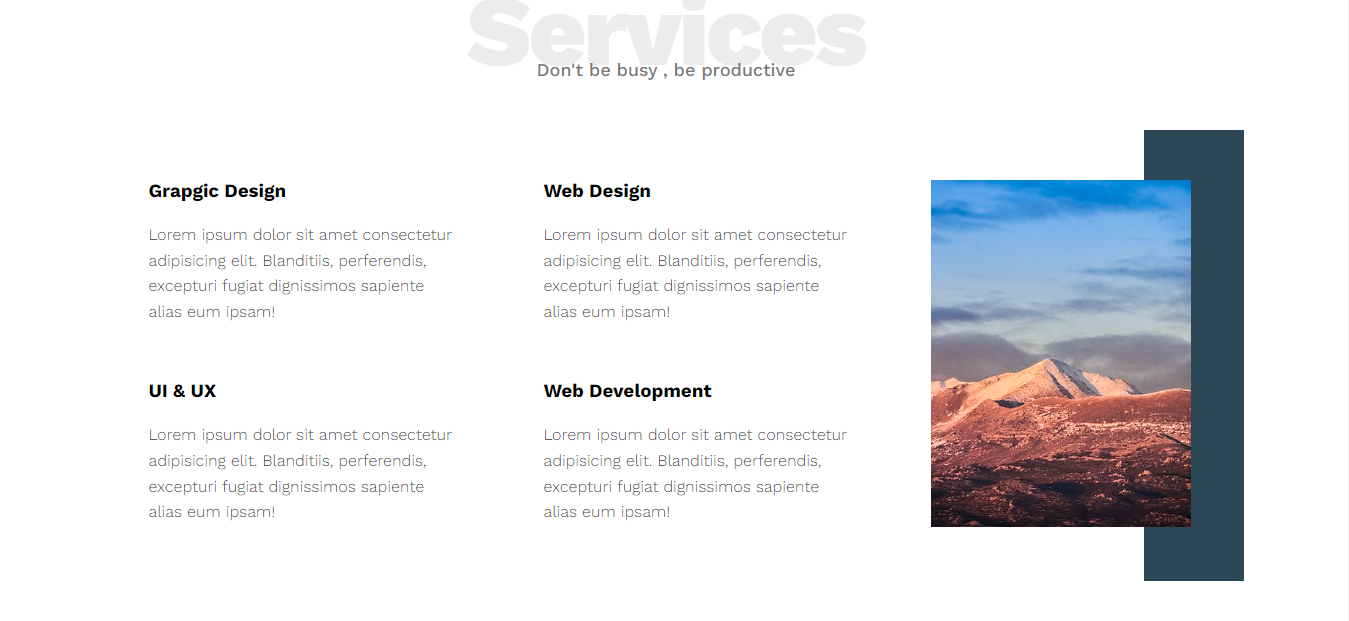 Services
Don't be busy , be productive
Grapgic Design
Lorem ipsum dolor sit amet consectetur
adipisicing elit. Blanditiis, perferendis,
excepturi fugiat dignissimos sapiente
alias eum ipsam!
Web Design
Lorem ipsum dolor sit amet consectetur
adipisicing elit. Blanditiis, perferendis,
excepturi fugiat dignissimos sapiente
alias eum ipsam!
UI & UX
Lorem ipsum dolor sit amet consectetur
adipisicing elit. Blanditiis, perferendis,
excepturi fugiat dignissimos sapiente
alias eum ipsam!
Web Development
Lorem ipsum dolor sit amet consectetur
adipisicing elit. Blanditiis, perferendis,
excepturi fugiat dignissimos sapiente
alias eum ipsam!